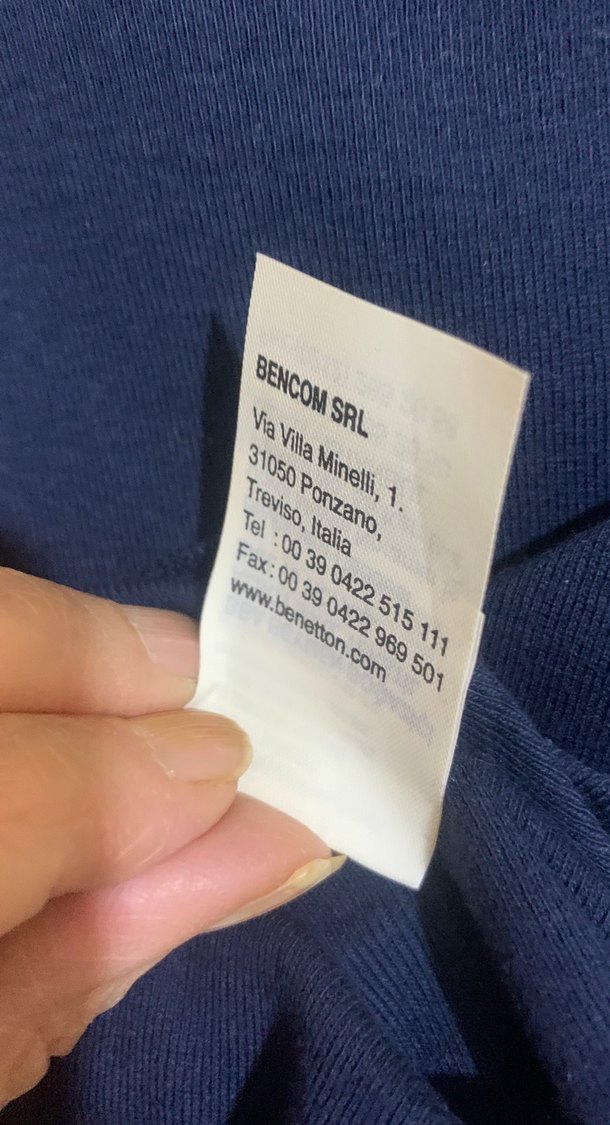 BENCOM SRL
Via Villa Minelli, 1.
31050 Ponzano,
Treviso, Italia
Tel : 00 39 0422 515 111
Fax: 00 39 0422 969 501
www.benetton.com